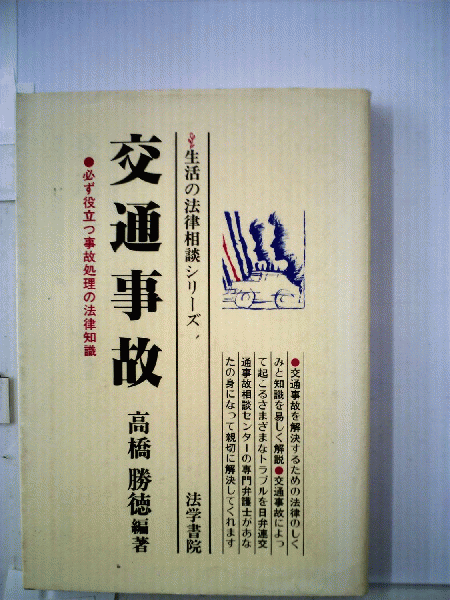 ●交通事故を解決するための法律のしく
みと知識を易しく解説●交通事故によっ
て起こるさまざまなトラブルを日弁連交
通事故相談センターの専門弁護士があな
たの身になって親切に解決してくれます
生活の法律相談シリーズ
法学書院
交通事故
高橋勝徳編著
●必ず役立つ事故処理の法律知識